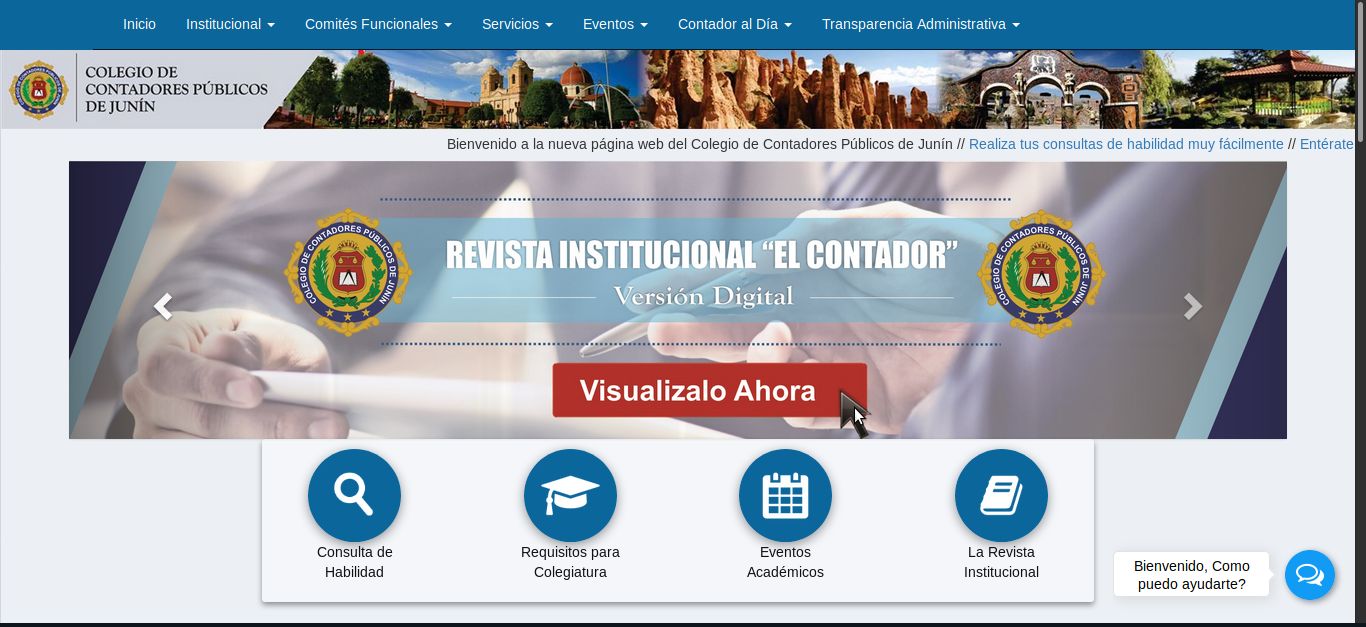 Inicio
Institucional
Comités Funcionales
Servicios
Eventos
Contador al Día
Transparencia Administrativa
COLEGIO DE
CONTADORES PÚBLICOS
DE JUNÍN
Bienvenido a la nueva página web del Colegio de Contadores Públicos de Junín // Realiza tus consultas de habilidad muy fácilmente // Entérate
COLEGIO DE CONTADORES PÚBLICOS DE JUNÍN
REVISTA INSTITUCIONAL “EL CONTADOR”
Versión Digital
COLEGIO DE CONTADORES PÚBLICOS DE JUNÍN
Visualizalo Ahora
Consulta de
Habilidad
Requisitos para
Colegiatura
Eventos
Académicos
La Revista
Institucional
Bienvenido, Como
puedo ayudarte?